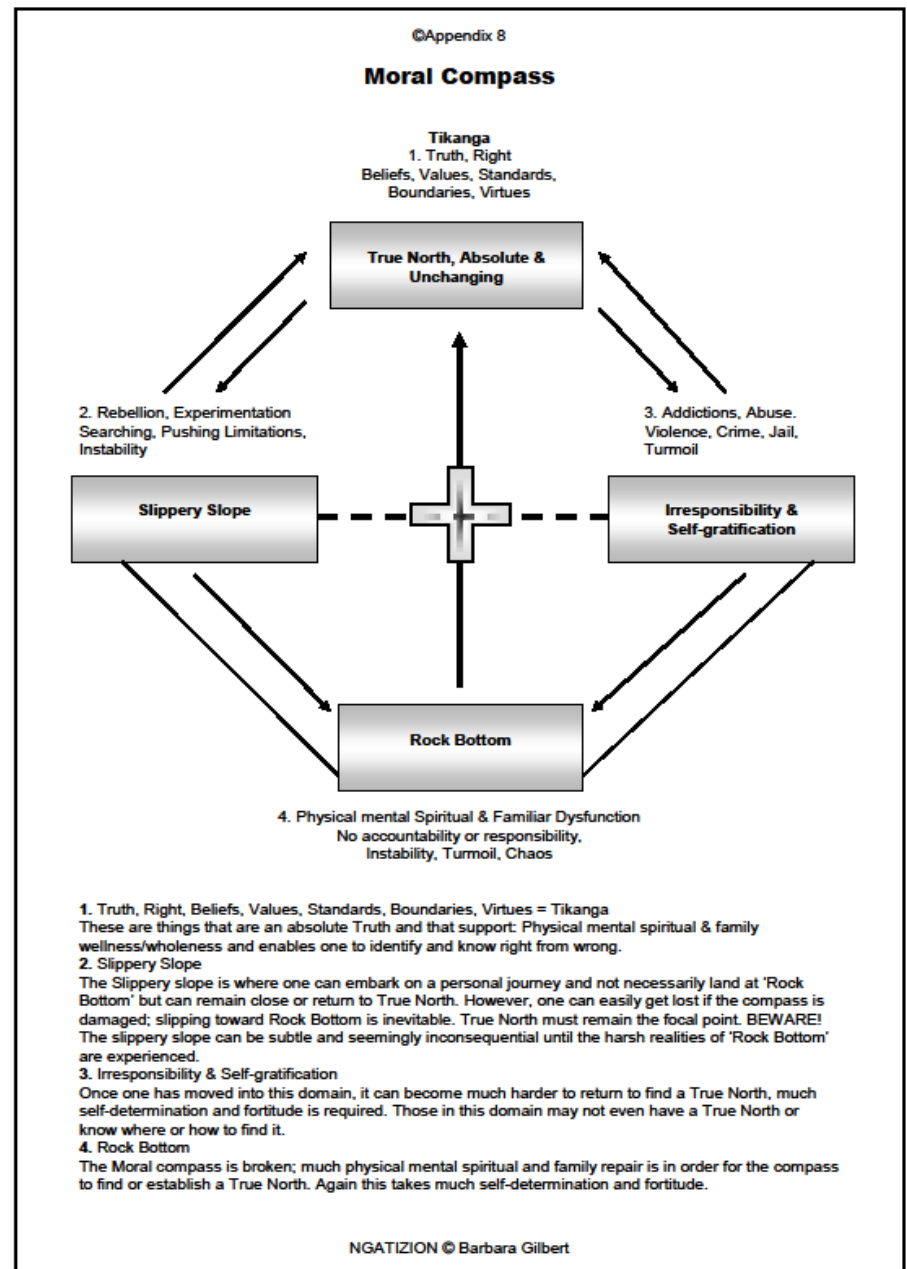 ©Appendix 8
Moral Compass
Tikanga
1. Truth, Right
Beliefs, Values, Standards,
Boundaries, Virtues
True North, Absolute &
Unchanging
2. Rebellion, Experimentation
Searching, Pushing Limitations,
Instability
3. Addictions, Abuse.
Violence, Crime, Jail,
Turmoil
Slippery Slope
Irresponsibility &
Self-gratification
Rock Bottom
4. Physical mental Spiritual & Familiar Dysfunction
No accountability or responsibility,
Instability, Turmoil, Chaos
1. Truth, Right, Beliefs, Values, Standards, Boundaries, Virtues = Tikanga
These are things that are an absolute Truth and that support: Physical mental spiritual & family
wellness/wholeness and enables one to identify and know right from wrong.
2. Slippery Slope
The Slippery slope is where one can embark on a personal journey and not necessarily land at 'Rock
Bottom' but can remain close or return to True North. However, one can easily get lost if the compass is
damaged; slipping toward Rock Bottom is inevitable. True North must remain the focal point. BEWARE!
The slippery slope can be subtle and seemingly inconsequential until the harsh realities of 'Rock Bottom'
are experienced.
3. Irresponsibility & Self-gratification
Once one has moved into this domain, it can become much harder to return to find a True North, much
self-determination and fortitude is required. Those in this domain may not even have a True North or
know where or how to find it.
4. Rock Bottom
The Moral compass is broken; much physical mental spiritual and family repair is in order for the compass
to find or establish a True North. Again this takes much self-determination and fortitude.
NGATIZION © Barbara Gilbert